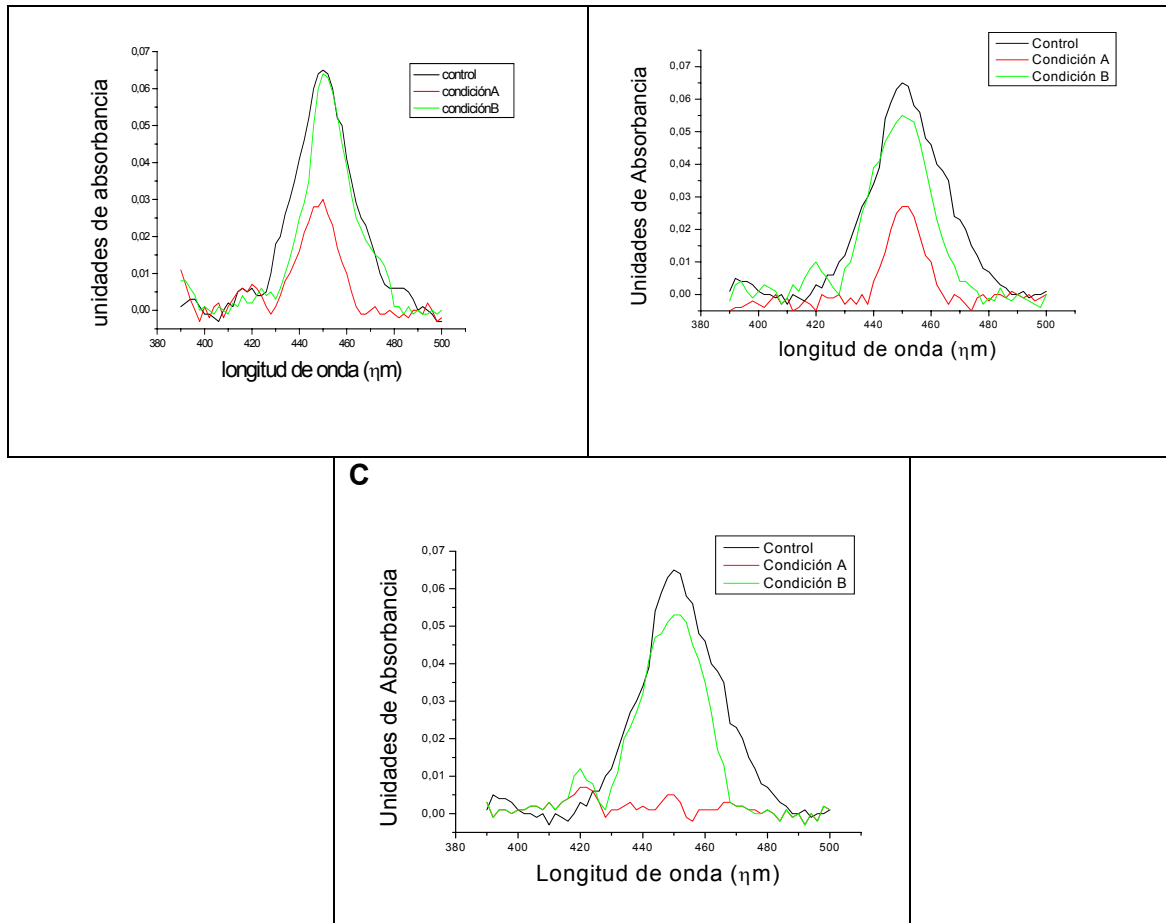 0,07
0,06
0,05
0,04
0,03
0,02
0,01
0,00
380 400 420 440 460 480 500
unidades de absorbancia
longitud de onda (ηm)
control
condiciónA
condiciónB
0,07
0,06
0,05
0,04
0,03
0,02
0,01
0,00
380 400 420 440 460 480 500
Unidades de Absorbancia
longitud de onda (ηm)
Control
Condición A
Condición B
C
0,07
0,06
0,05
0,04
0,03
0,02
0,01
0,00
380 400 420 440 460 480 500
Unidades de Absorbancia
Longitud de onda (ηm)
Control
Condición A
Condición B